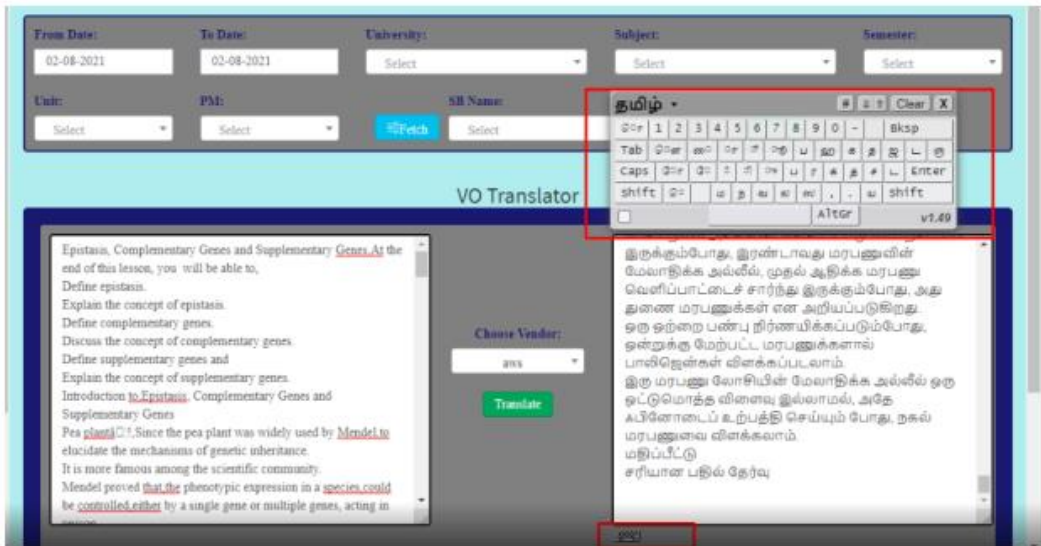 From Date: To Date: University: Subject: Semester:
02-08-2021 02-08-2021 Select Select Select
Unit: PM: SB Name:
Select Select Fetch Select
தமிழ் Clear X
1 2 3 4 5 6 7 8 9 0 - Bksp
Tab
Caps Enter
Shift Shift
AltGr v1.49
VO Translator
Epistasis, Complementary Genes and Supplementary Genes.At the
end of this lesson, you will be able to,
Define epistasis.
Explain the concept of epistasis.
Define complementary genes.
Discuss the concept of complementary genes.
Define supplementary genes and
Explain the concept of supplementary genes.
Introduction to Epistasis, Complementary Genes and
Supplementary Genes
Pea Since the pea plant was widely used by Mendel to
elucidate the mechanisms of genetic inheritance.
It is more famous among the scientific community.
Mendel proved that the phenotypic expression in a species could
be controlled either by a single gene or multiple genes, acting in
Choose Vendor:
aws
Translate
இருக்கும்போது, இரண்டாவது மரபணுவின்
மேலாதிக்க அல்லீல், முதல் ஆதிக்க மரபணு
வெளிப்பாட்டைச் சார்ந்து இருக்கும்போது, அது
துணை மரபணுக்கள் என அறியப்படுகிறது.
ஒரு ஒற்றை பண்பு நிர்ணயிக்கப்படும்போது,
ஒன்றுக்கு மேற்பட்ட மரபணுக்களால்
பாலிஜென்கள் விளக்கப்படலாம்.
இரு மரபணு லோசியின் மேலாதிக்க அல்லீல் ஒரு
ஒட்டுமொத்த விளைவு இல்லாமல், அதே
ஃபினோடைப் உற்பத்தி செய்யும் போது, நகல்
மரபணுவை விளக்கலாம்.
மதிப்பீட்டு
சரியான பதில் தேர்வு